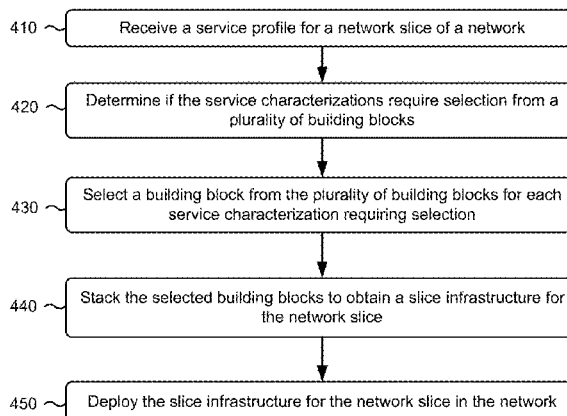 410 Receive a service profile for a network slice of a network
420 Determine if the service characterizations require selection from a
plurality of building blocks
430 Select a building block from the plurality of building blocks for each
service characterization requiring selection
440 Stack the selected building blocks to obtain a slice infrastructure for
the network slice
450 Deploy the slice infrastructure for the network slice in the network